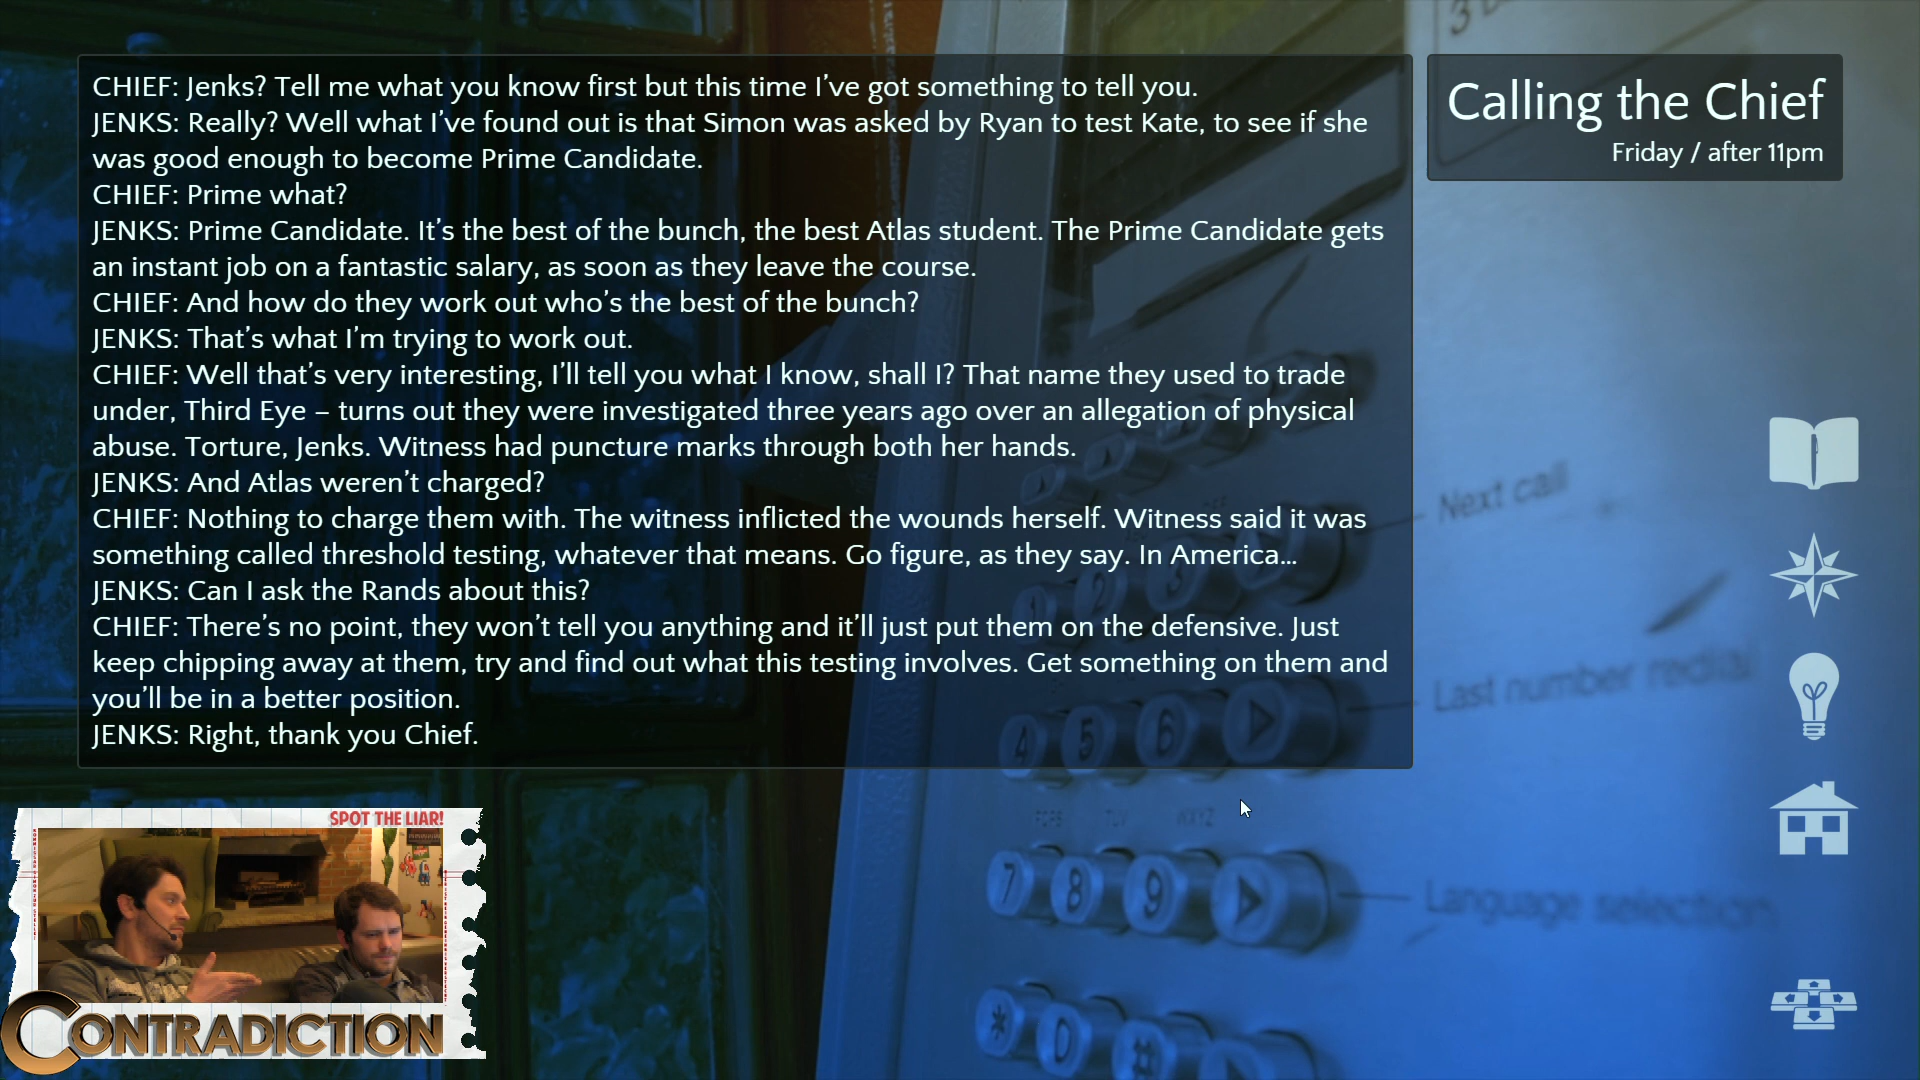 CHIEF: Jenks? Tell me what you know first but this time I've got something to tell you.
JENKS: Really? Well what I've found out is that Simon was asked by Ryan to test Kate, to see if she
was good enough to become Prime Candidate.
CHIEF: Prime what?
JENKS: Prime Candidate. It's the best of the bunch, the best Atlas student. The Prime Candidate gets
an instant job on a fantastic salary, as soon as they leave the course.
CHIEF: And how do they work out who's the best of the bunch?
JENKS: That's what I'm trying to work out.
CHIEF: Well that's very interesting, I'll tell you what I know, shall I? That name they used to trade
under, Third Eye – turns out they were investigated three years ago over an allegation of physical
abuse. Torture, Jenks. Witness had puncture marks through both her hands.
JENKS: And Atlas weren't charged?
CHIEF: Nothing to charge them with. The witness inflicted the wounds herself. Witness said it was
something called threshold testing, whatever that means. Go figure, as they say. In America...
JENKS: Can I ask the Rands about this?
CHIEF: There's no point, they won't tell you anything and it'll just put them on the defensive. Just
keep chipping away at them, try and find out what this testing involves. Get something on them and
you'll be in a better position.
JENKS: Right, thank you Chief.
Calling the Chief
Friday / after 11pm
Next call
Last number redial
4 5 6
WXYZ
7 8 9
Language selection
* 0 #
SPOT THE LIAR!
CONTRADICTION